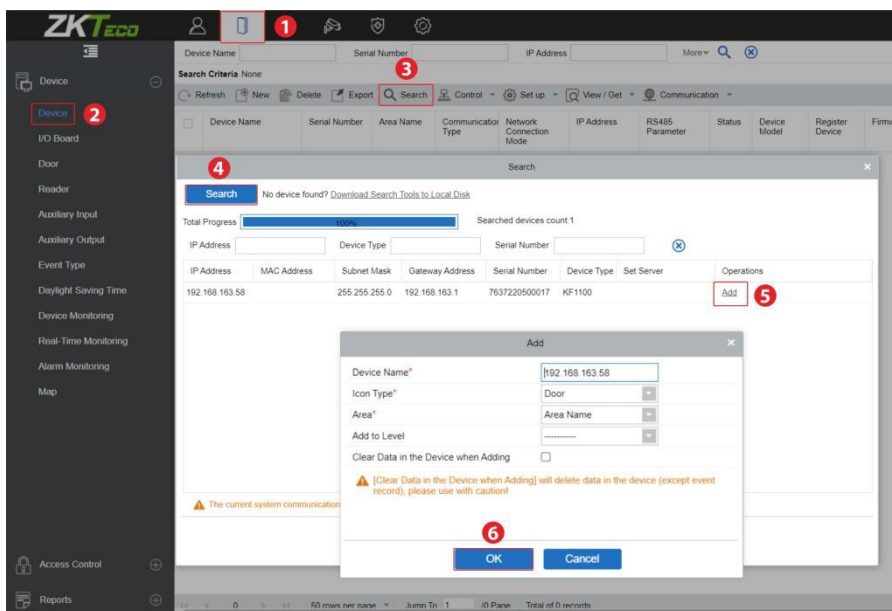 ZKTeco
1
Device Name Serial Number IP Address More
Search Criteria None
3
Refresh New Delete Export Search Control Set up View / Get Communication
Device
Device 2
I/O Board
Door
Reader
Auxiliary Input
Auxiliary Output
Event Type
Daylight Saving Time
Device Monitoring
Real-Time Monitoring
Alarm Monitoring
Map
Access Control
Reports
Device Name Serial Number Area Name Communication Type Network Connection Mode IP Address RS485 Parameter Status Device Model Register Device Firmw
4 Search
Search No device found? Download Search Tools to Local Disk
Total Progress 100% Searched devices count:1
IP Address Device Type Serial Number
IP Address MAC Address Subnet Mask Gateway Address Serial Number Device Type Set Server Operations
192.168.163.58 255.255.255.0 192.168.163.1 7637220500017 KF1100 Add 5
Add
Device Name* 192.168.163.58
Icon Type* Door
Area* Area Name
Add to Level ----------
Clear Data in the Device when Adding
[Clear Data in the Device when Adding] will delete data in the device (except event
record), please use with caution!
The current system communication
6
OK Cancel
0 50 rows per page Jump To 1 /0 Page Total of 0 records